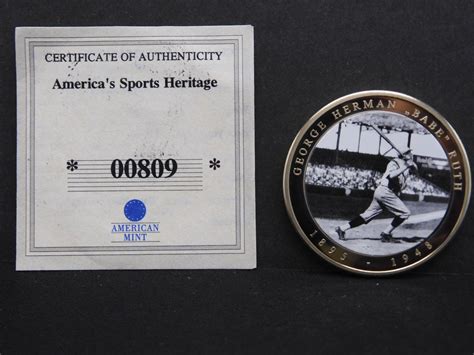 CERTIFICATE OF AUTHENTICITY
America's Sports Heritage
* 00809 *
AMERICAN
MINT
GEORGE HERMAN "BABE" RUTH
1895 - 1948